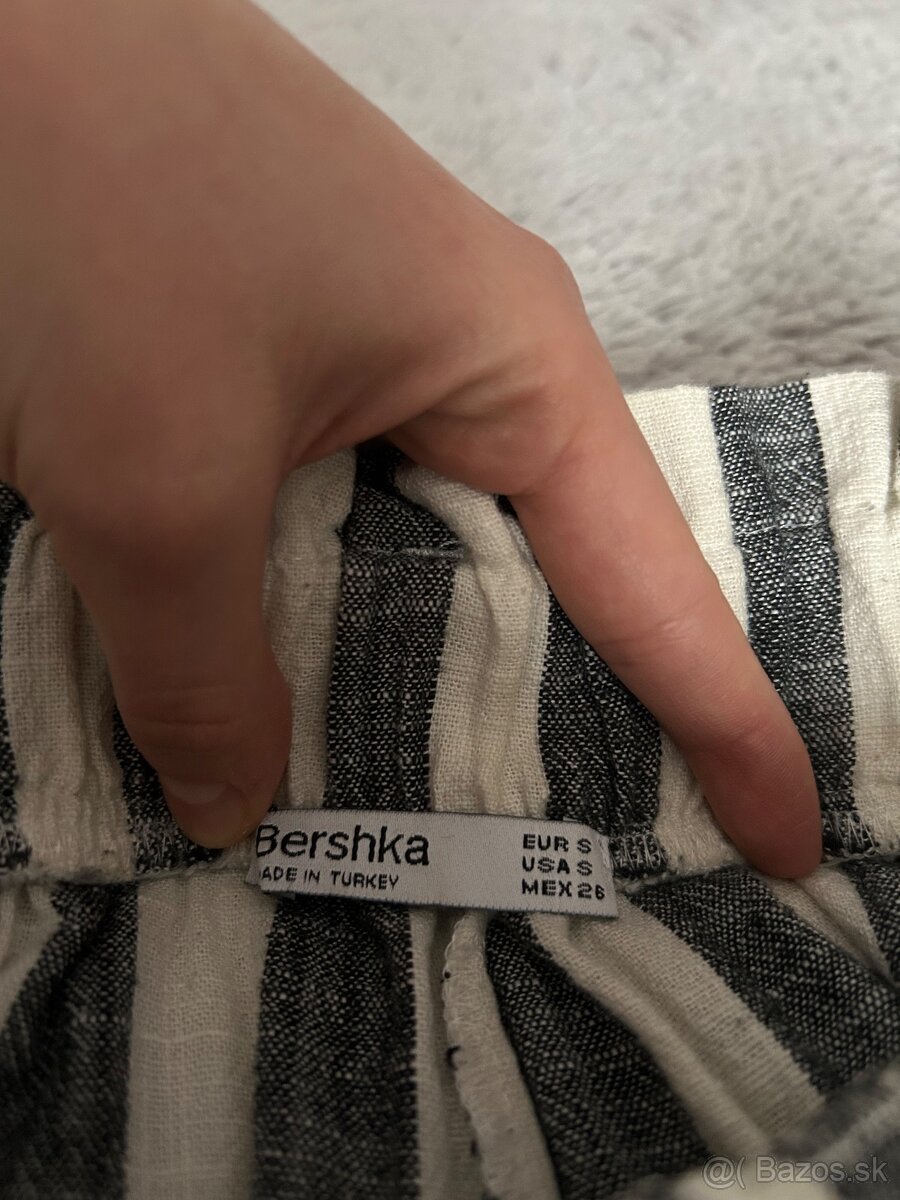 Bershka
ADE IN TURKEY
EUR S
USA S
MEX 26
@( Bazos.sk